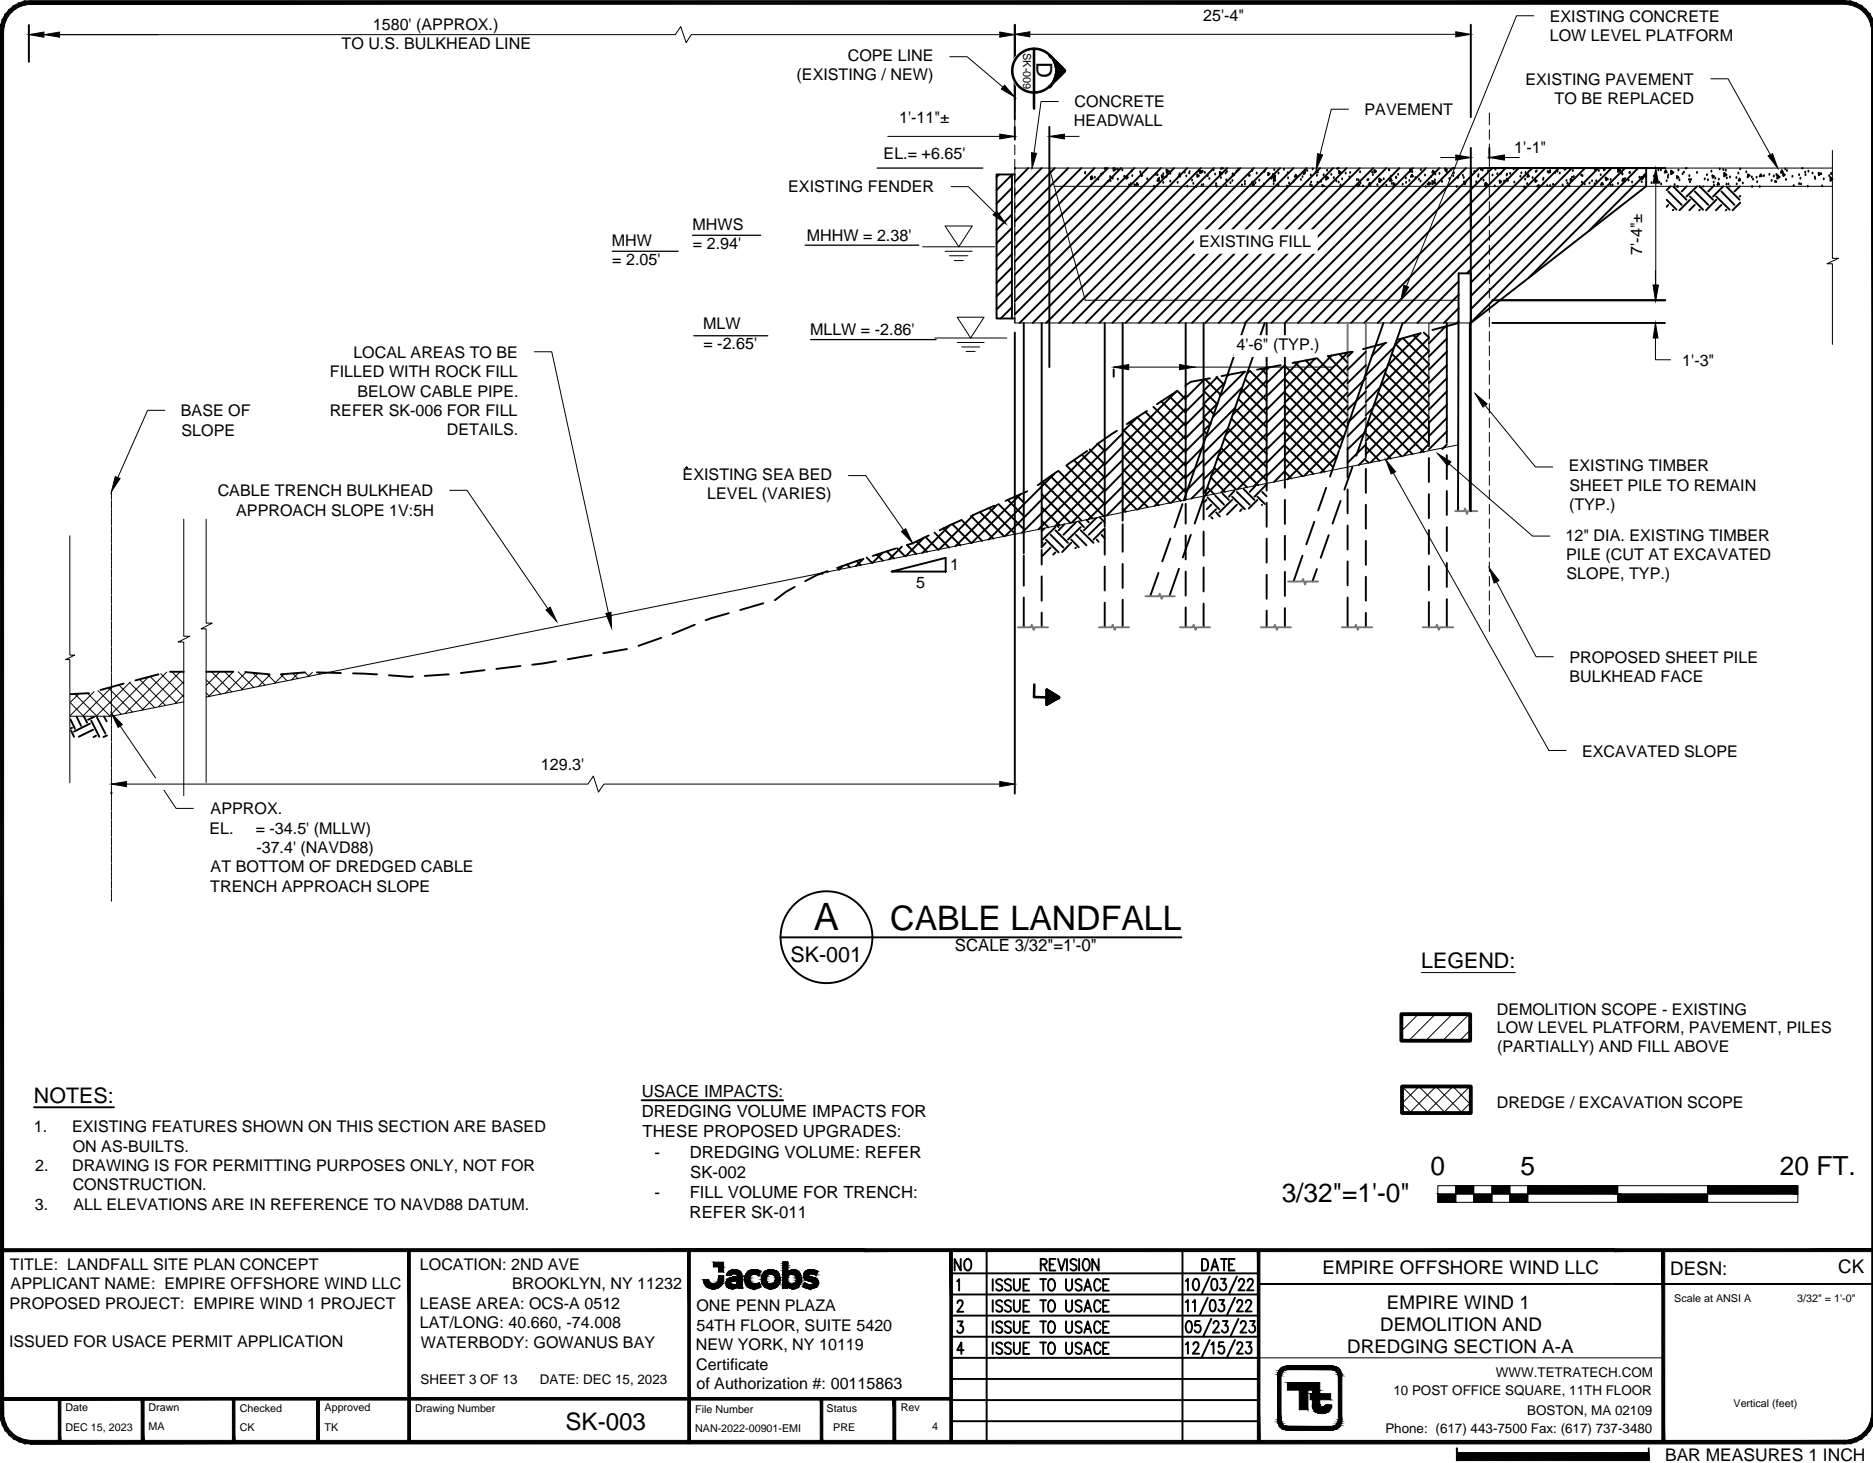 1580' (APPROX.)
TO U.S. BULKHEAD LINE
25'-4"
COPE LINE
(EXISTING / NEW)
D
SK-009
EXISTING CONCRETE
LOW LEVEL PLATFORM
EXISTING PAVEMENT
TO BE REPLACED
CONCRETE
HEADWALL
PAVEMENT
1'-11"±
1'-1"
EL.= +6.65'
EXISTING FENDER
MHW
= 2.05'
MHWS
= 2.94'
MHHW = 2.38'
EXISTING FILL
7'-4"±
MLW
= -2.65'
MLLW = -2.86'
4'-6" (TYP.)
1'-3"
LOCAL AREAS TO BE
FILLED WITH ROCK FILL
BELOW CABLE PIPE.
REFER SK-006 FOR FILL
DETAILS.
BASE OF
SLOPE
CABLE TRENCH BULKHEAD
APPROACH SLOPE 1V:5H
EXISTING SEA BED
LEVEL (VARIES)
1
5
EXISTING TIMBER
SHEET PILE TO REMAIN
(TYP.)
12" DIA. EXISTING TIMBER
PILE (CUT AT EXCAVATED
SLOPE, TYP.)
PROPOSED SHEET PILE
BULKHEAD FACE
EXCAVATED SLOPE
129.3'
APPROX.
EL. = -34.5' (MLLW)
-37.4' (NAVD88)
AT BOTTOM OF DREDGED CABLE
TRENCH APPROACH SLOPE
A
SK-001
CABLE LANDFALL
SCALE 3/32"=1'-0"
LEGEND:
DEMOLITION SCOPE - EXISTING
LOW LEVEL PLATFORM, PAVEMENT, PILES
(PARTIALLY) AND FILL ABOVE
DREDGE / EXCAVATION SCOPE
0 5 20 FT.
3/32"=1'-0"
NOTES:
1. EXISTING FEATURES SHOWN ON THIS SECTION ARE BASED
ON AS-BUILTS.
2. DRAWING IS FOR PERMITTING PURPOSES ONLY, NOT FOR
CONSTRUCTION.
3. ALL ELEVATIONS ARE IN REFERENCE TO NAVD88 DATUM.
USACE IMPACTS:
DREDGING VOLUME IMPACTS FOR
THESE PROPOSED UPGRADES:
- DREDGING VOLUME: REFER
SK-002
- FILL VOLUME FOR TRENCH:
REFER SK-011
TITLE: LANDFALL SITE PLAN CONCEPT
APPLICANT NAME: EMPIRE OFFSHORE WIND LLC
PROPOSED PROJECT: EMPIRE WIND 1 PROJECT
ISSUED FOR USACE PERMIT APPLICATION
Date
DEC 15, 2023
Drawn
MA
Checked
CK
Approved
TK
LOCATION: 2ND AVE
BROOKLYN, NY 11232
LEASE AREA: OCS-A 0512
LAT/LONG: 40.660, -74.008
WATERBODY: GOWANUS BAY
SHEET 3 OF 13 DATE: DEC 15, 2023
Drawing Number
SK-003
Jacobs
ONE PENN PLAZA
54TH FLOOR, SUITE 5420
NEW YORK, NY 10119
Certificate
of Authorization #: 00115863
File Number
NAN-2022-00901-EMI
Status
PRE
Rev
4
NO REVISION DATE
1 ISSUE TO USACE 10/03/22
2 ISSUE TO USACE 11/03/22
3 ISSUE TO USACE 05/23/23
4 ISSUE TO USACE 12/15/23
EMPIRE OFFSHORE WIND LLC
EMPIRE WIND 1
DEMOLITION AND
DREDGING SECTION A-A
Tt
WWW.TETRATECH.COM
10 POST OFFICE SQUARE, 11TH FLOOR
BOSTON, MA 02109
Phone: (617) 443-7500 Fax: (617) 737-3480
DESN: CK
Scale at ANSI A 3/32" = 1'-0"
Vertical (feet)
BAR MEASURES 1 INCH